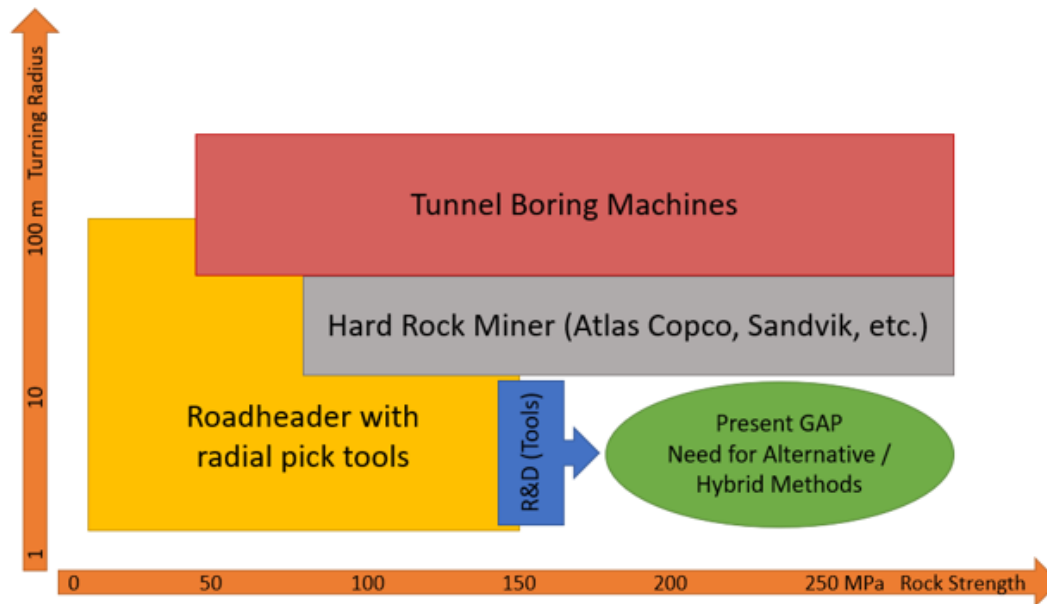 Turning Radius
100 m
10
1
Tunnel Boring Machines
Hard Rock Miner (Atlas Copco, Sandvik, etc.)
Roadheader with
radial pick tools
R&D (Tools)
Present GAP
Need for Alternative /
Hybrid Methods
0 50 100 150 200 250 MPa Rock Strength